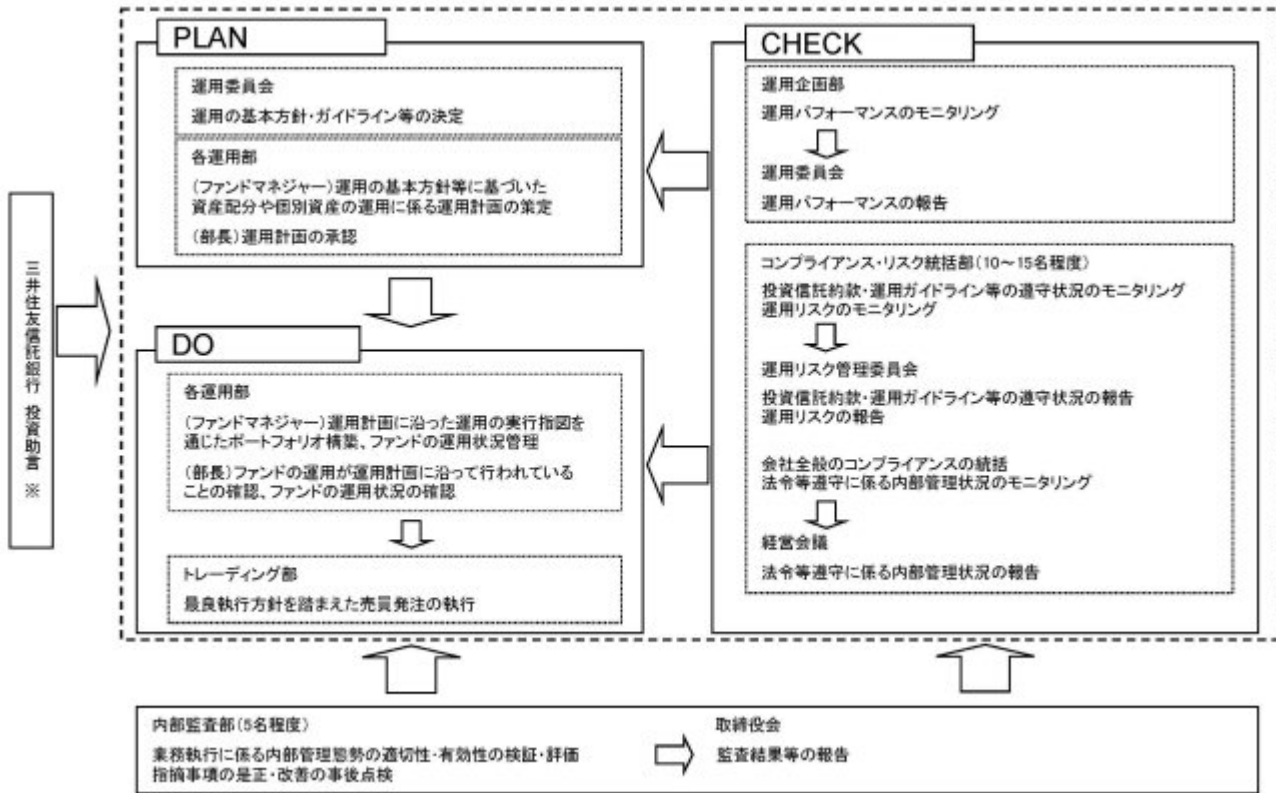 三井住友信託銀行 投資助言 ※
PLAN
運用委員会
運用の基本方針・ガイドライン等の決定
各運用部
(ファンドマネジャー)運用の基本方針等に基づいた
資産配分や個別資産の運用に係る運用計画の策定
(部長)運用計画の承認
DO
各運用部
(ファンドマネジャー)運用計画に沿った運用の実行指図を
通じたポートフォリオ構築、ファンドの運用状況管理
(部長)ファンドの運用が運用計画に沿って行われている
ことの確認、ファンドの運用状況の確認
トレーディング部
最良執行方針を踏まえた売買発注の執行
CHECK
運用企画部
運用パフォーマンスのモニタリング
運用委員会
運用パフォーマンスの報告
コンプライアンス・リスク統括部(10~15名程度)
投資信託約款・運用ガイドライン等の遵守状況のモニタリング
運用リスクのモニタリング
運用リスク管理委員会
投資信託約款・運用ガイドライン等の遵守状況の報告
運用リスクの報告
会社全般のコンプライアンスの統括
法令等遵守に係る内部管理状況のモニタリング
経営会議
法令等遵守に係る内部管理状況の報告
内部監査部(5名程度)
業務執行に係る内部管理態勢の適切性・有効性の検証・評価
指摘事項の是正・改善の事後点検
取締役会
監査結果等の報告